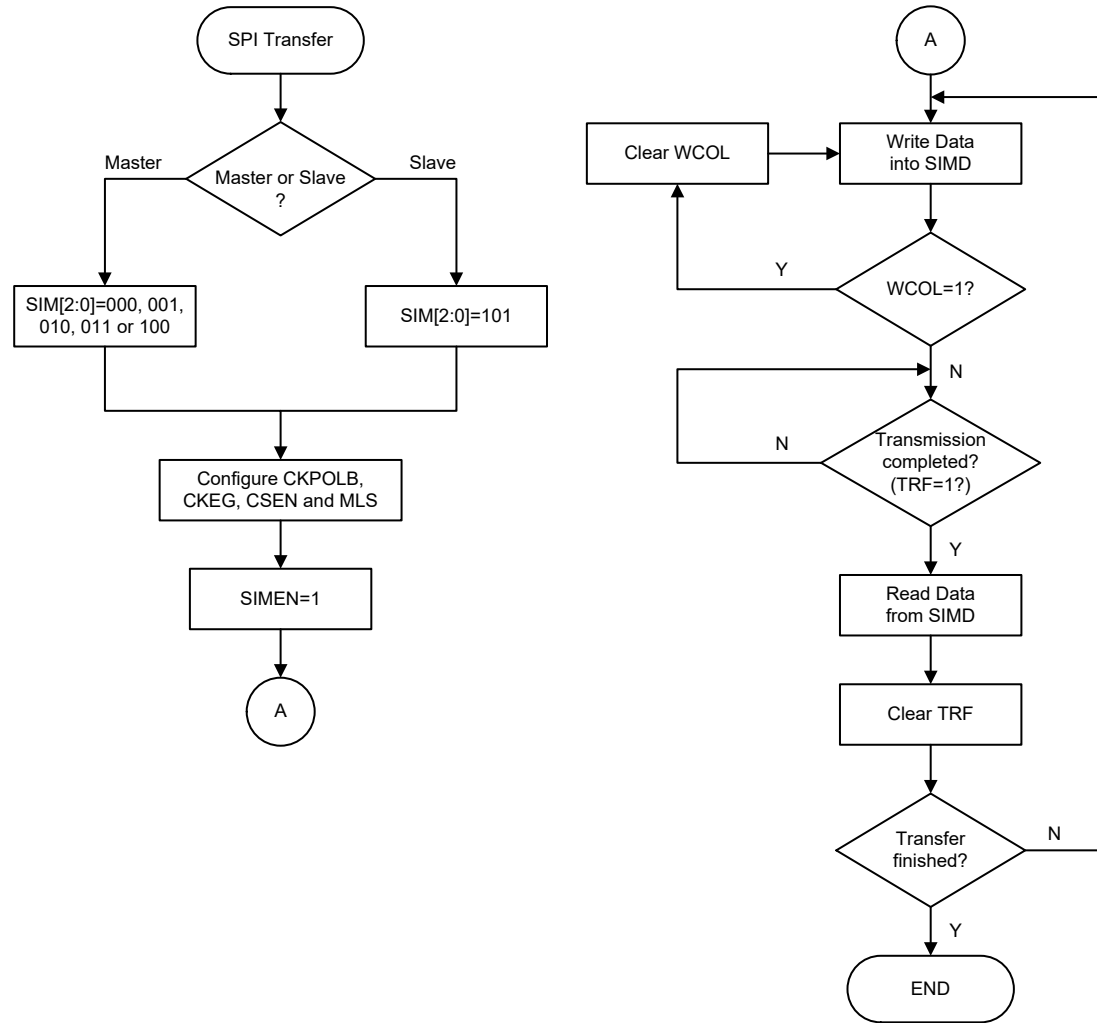 SPI Transfer
Master
Slave
Master or Slave
?
SIM[2:0]=000, 001,
010, 011 or 100
SIM[2:0]=101
Configure CKPOLB,
CKEG, CSEN and MLS
SIMEN=1
A
A
Clear WCOL
Write Data
into SIMD
Y
WCOL=1?
N
N
Transmission
completed?
(TRF=1?)
Y
Read Data
from SIMD
Clear TRF
Transfer
finished?
N
Y
END